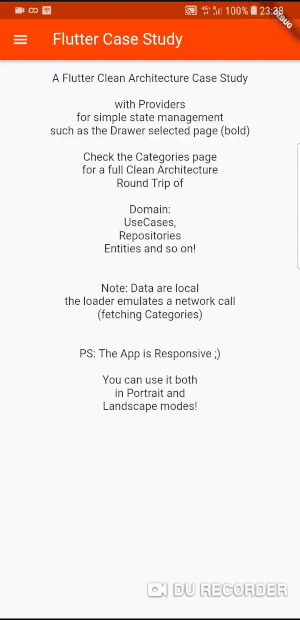 4G+
100%
23:38
DEBUG
Flutter Case Study
A Flutter Clean Architecture Case Study
with Providers
for simple state management
such as the Drawer selected page (bold)
Check the Categories page
for a full Clean Architecture
Round Trip of
Domain:
UseCases,
Repositories
Entities and so on!
Note: Data are local
the loader emulates a network call
(fetching Categories)
PS: The App is Responsive ;)
You can use it both
in Portrait and
Landscape modes!
DU RECORDER